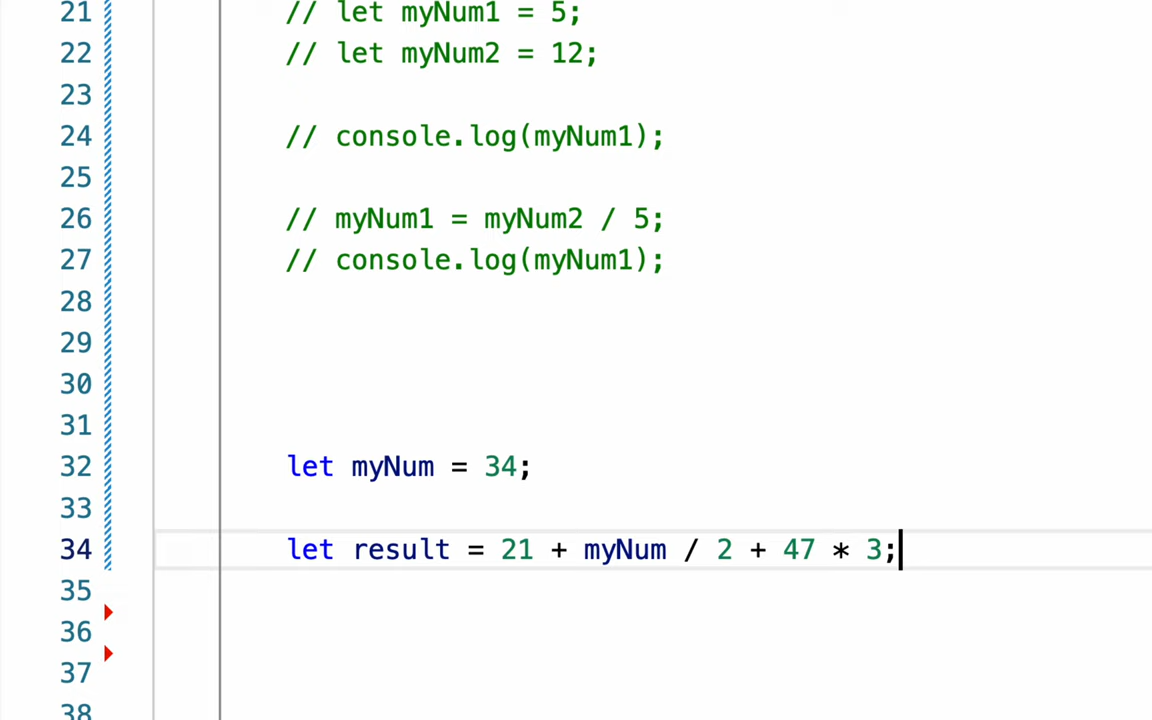 21 // let myNum1 = 5;
22 // let myNum2 = 12;
23
24 // console.log(myNum1);
25
26 // myNum1 = myNum2 / 5;
27 // console.log(myNum1);
28
29
30
31
32 let myNum = 34;
33
34 let result = 21 + myNum / 2 + 47 * 3;
35
36
37
38